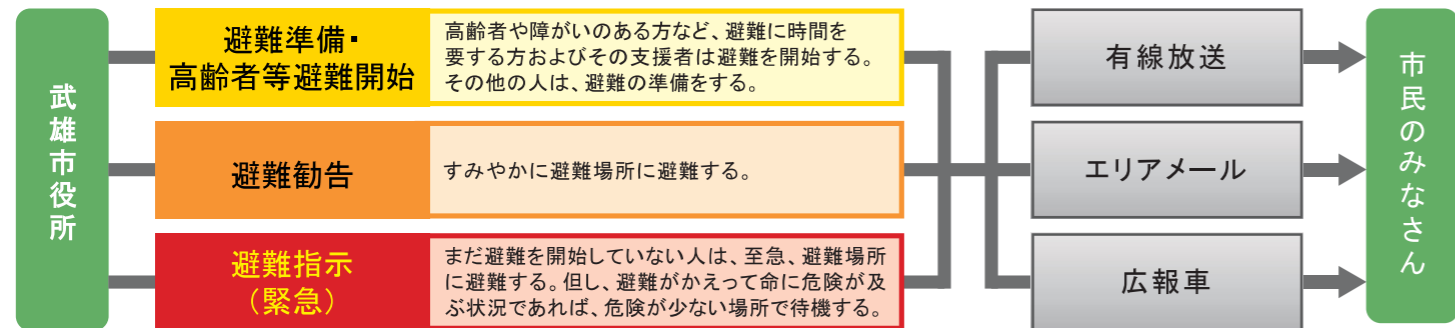 武雄市役所
避難準備・
高齢者等避難開始
高齢者や障がいのある方など、避難に時間を
要する方およびその支援者は避難を開始する。
その他の人は、避難の準備をする。
避難勧告
すみやかに避難場所に避難する。
避難指示
（緊急）
まだ避難を開始していない人は、至急、避難場所
に避難する。但し、避難がかえって命に危険が及
ぶ状況であれば、危険が少ない場所で待機する。
有線放送
エリアメール
広報車
市民のみなさん